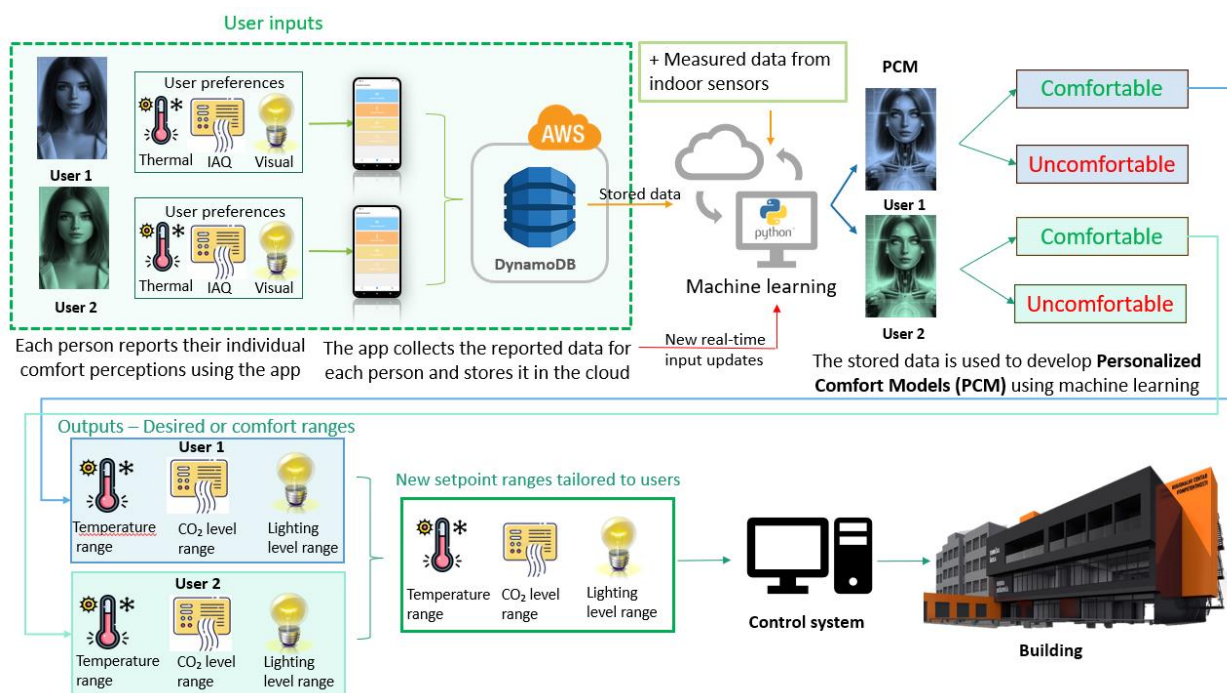 User inputs
User preferences
Thermal
IAQ
Visual
User 1
User preferences
Thermal
IAQ
Visual
User 2
AWS
DynamoDB
Stored data
+ Measured data from
indoor sensors
python
Machine learning
New real-time
input updates
PCM
User 1
User 2
Comfortable
Uncomfortable
Comfortable
Uncomfortable
Each person reports their individual
comfort perceptions using the app
The app collects the reported data for
each person and stores it in the cloud
The stored data is used to develop Personalized
Comfort Models (PCM) using machine learning
Outputs – Desired or comfort ranges
User 1
Temperature
range
CO₂ level
range
Lighting
level range
User 2
Temperature
range
CO₂ level
range
Lighting
level range
New setpoint ranges tailored to users
Temperature
range
CO₂ level
range
Lighting
level range
Control system
Building